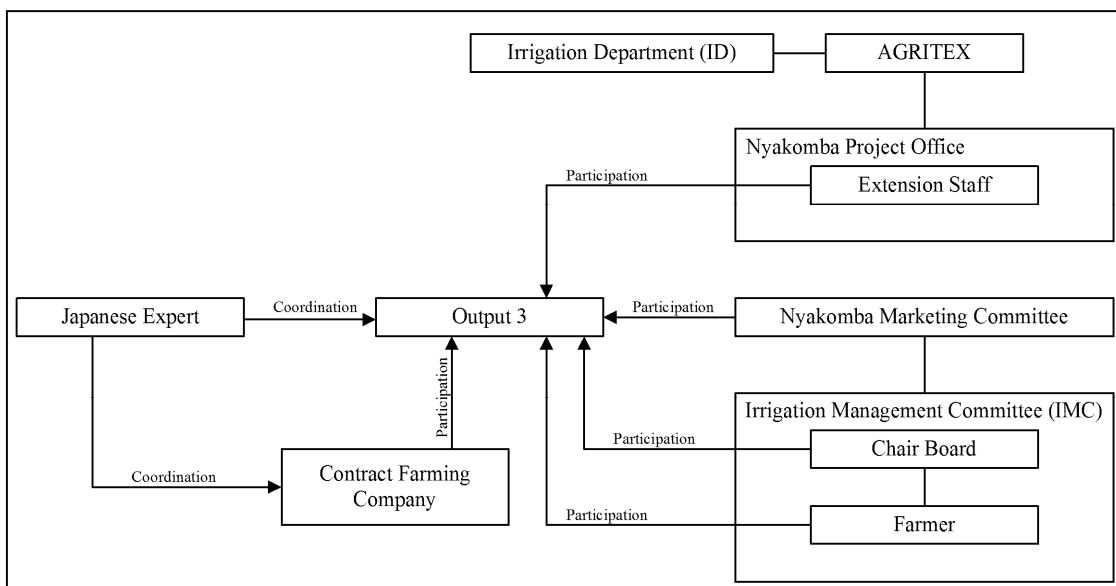 Irrigation Department (ID)
AGRITEX
Nyakomba Project Office
Participation
Extension Staff
Japanese Expert
Coordination
Output 3
Participation
Nyakomba Marketing Committee
Participation
Irrigation Management Committee (IMC)
Participation
Chair Board
Coordination
Contract Farming
Company
Participation
Farmer